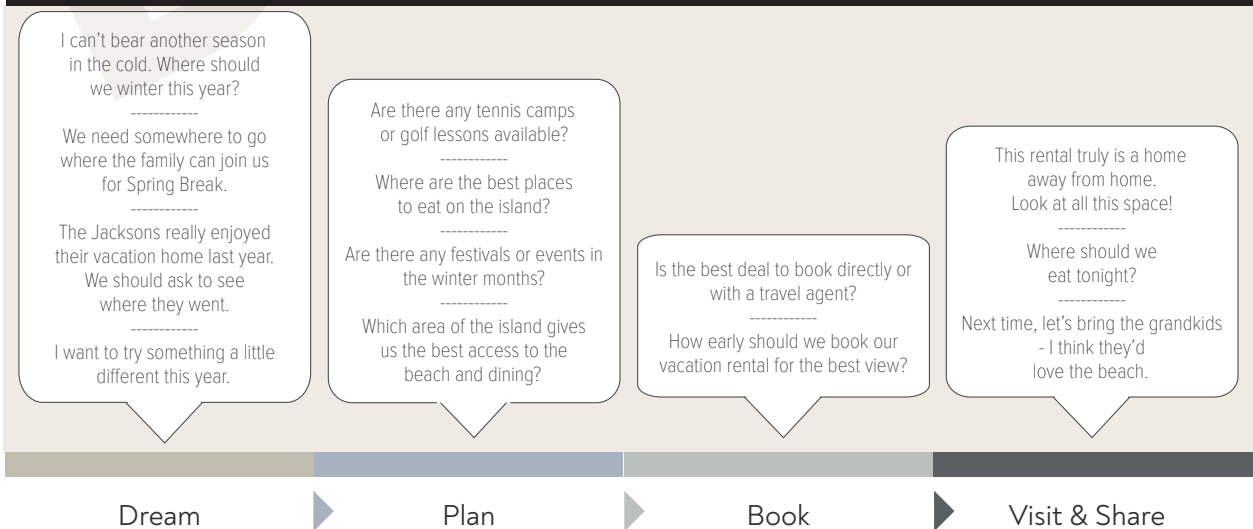 I can't bear another season
in the cold. Where should
we winter this year?
------------
We need somewhere to go
where the family can join us
for Spring Break.
------------
The Jacksons really enjoyed
their vacation home last year.
We should ask to see
where they went.
------------
I want to try something a little
different this year.
Are there any tennis camps
or golf lessons available?
------------
Where are the best places
to eat on the island?
------------
Are there any festivals or events in
the winter months?
------------
Which area of the island gives
us the best access to the
beach and dining?
Is the best deal to book directly or
with a travel agent?
------------
How early should we book our
vacation rental for the best view?
This rental truly is a home
away from home.
Look at all this space!
------------
Where should we
eat tonight?
------------
Next time, let's bring the grandkids
- I think they'd
love the beach.
Dream
Plan
Book
Visit & Share